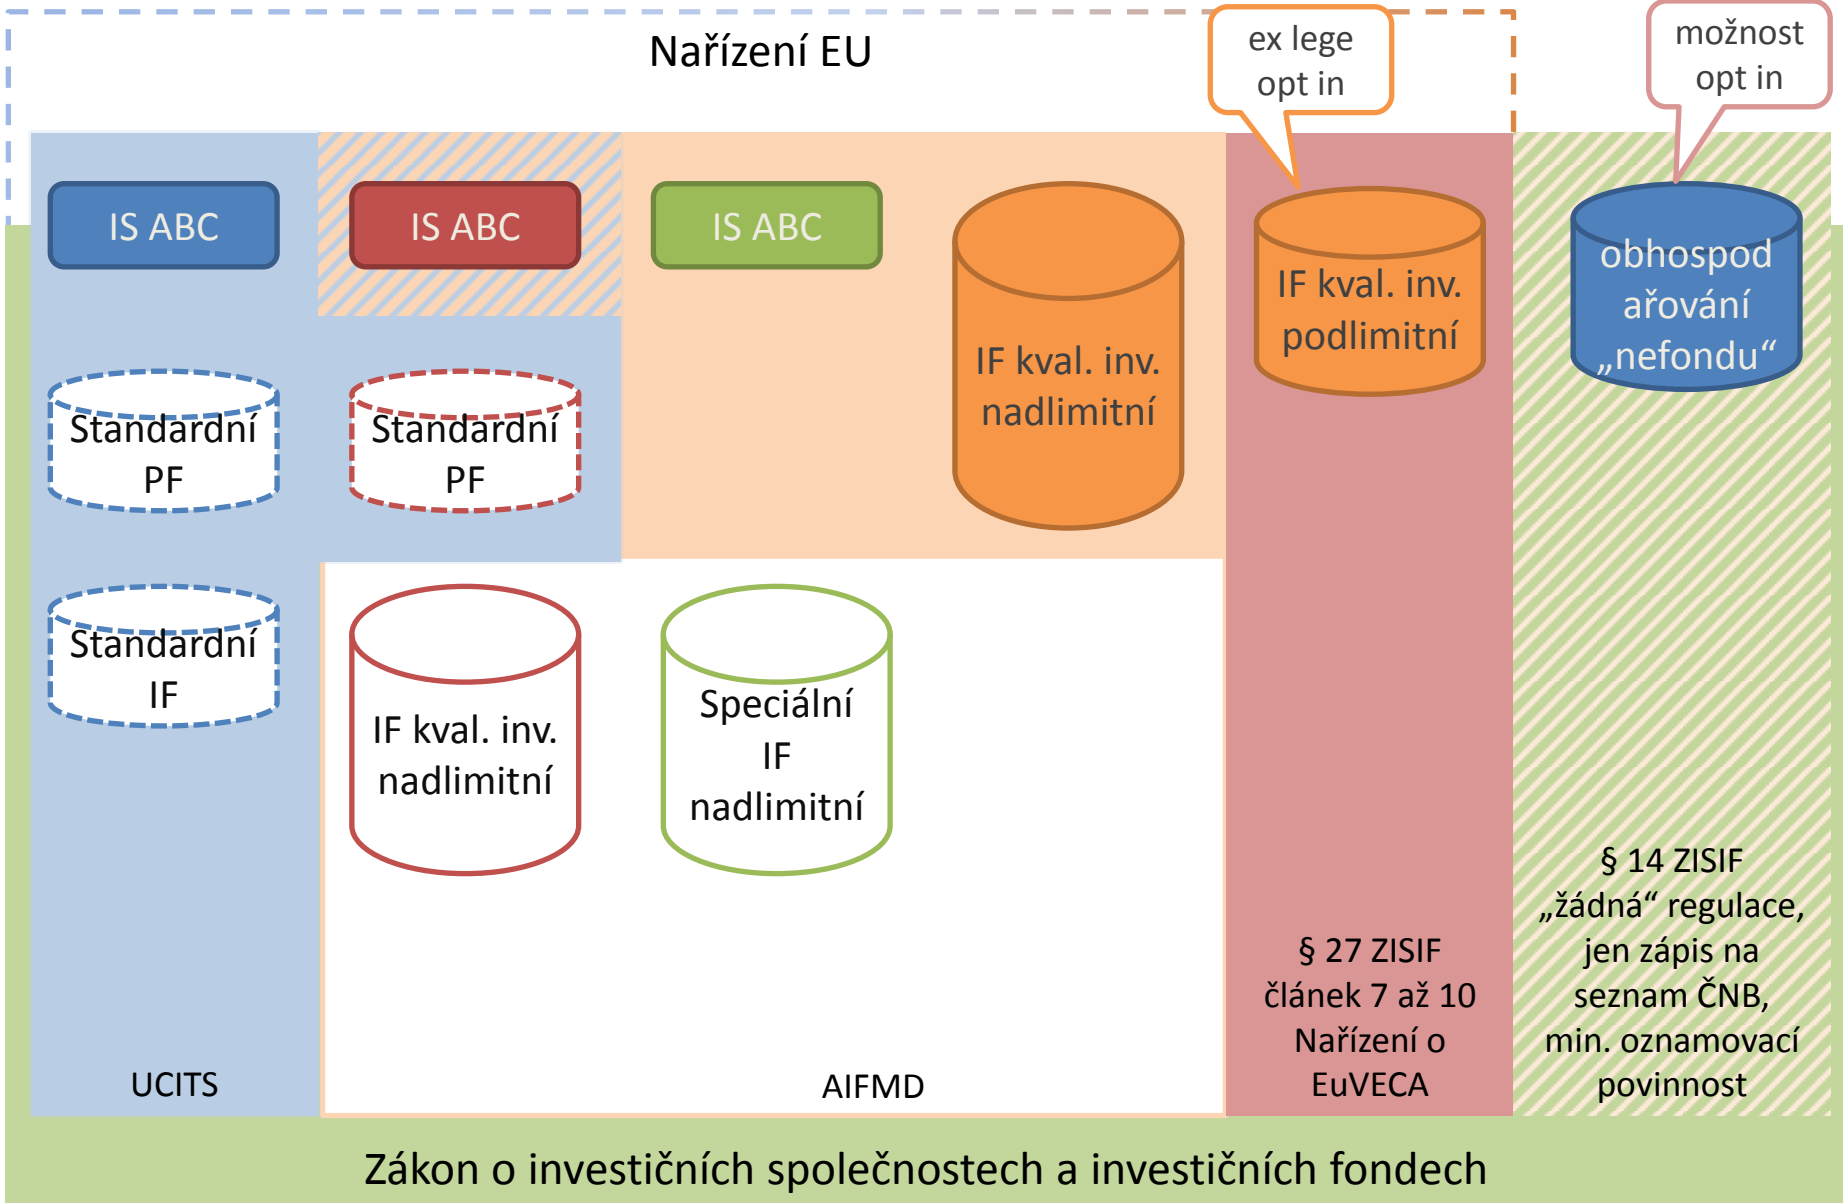 Nařízení EU
ex lege
opt in
možnost
opt in
IS ABC
IS ABC
IS ABC
IF kval. inv.
nadlimitní
IF kval. inv.
podlimitní
obhospod
ařování
„nefondu“
Standardní
PF
Standardní
PF
Standardní
IF
IF kval. inv.
nadlimitní
Speciální
IF
nadlimitní
UCITS
AIFMD
§ 27 ZISIF
článek 7 až 10
Nařízení o
EuVECA
§ 14 ZISIF
„žádná“ regulace,
jen zápis na
seznam ČNB,
min. oznamovací
povinnost
Zákon o investičních společnostech a investičních fondech